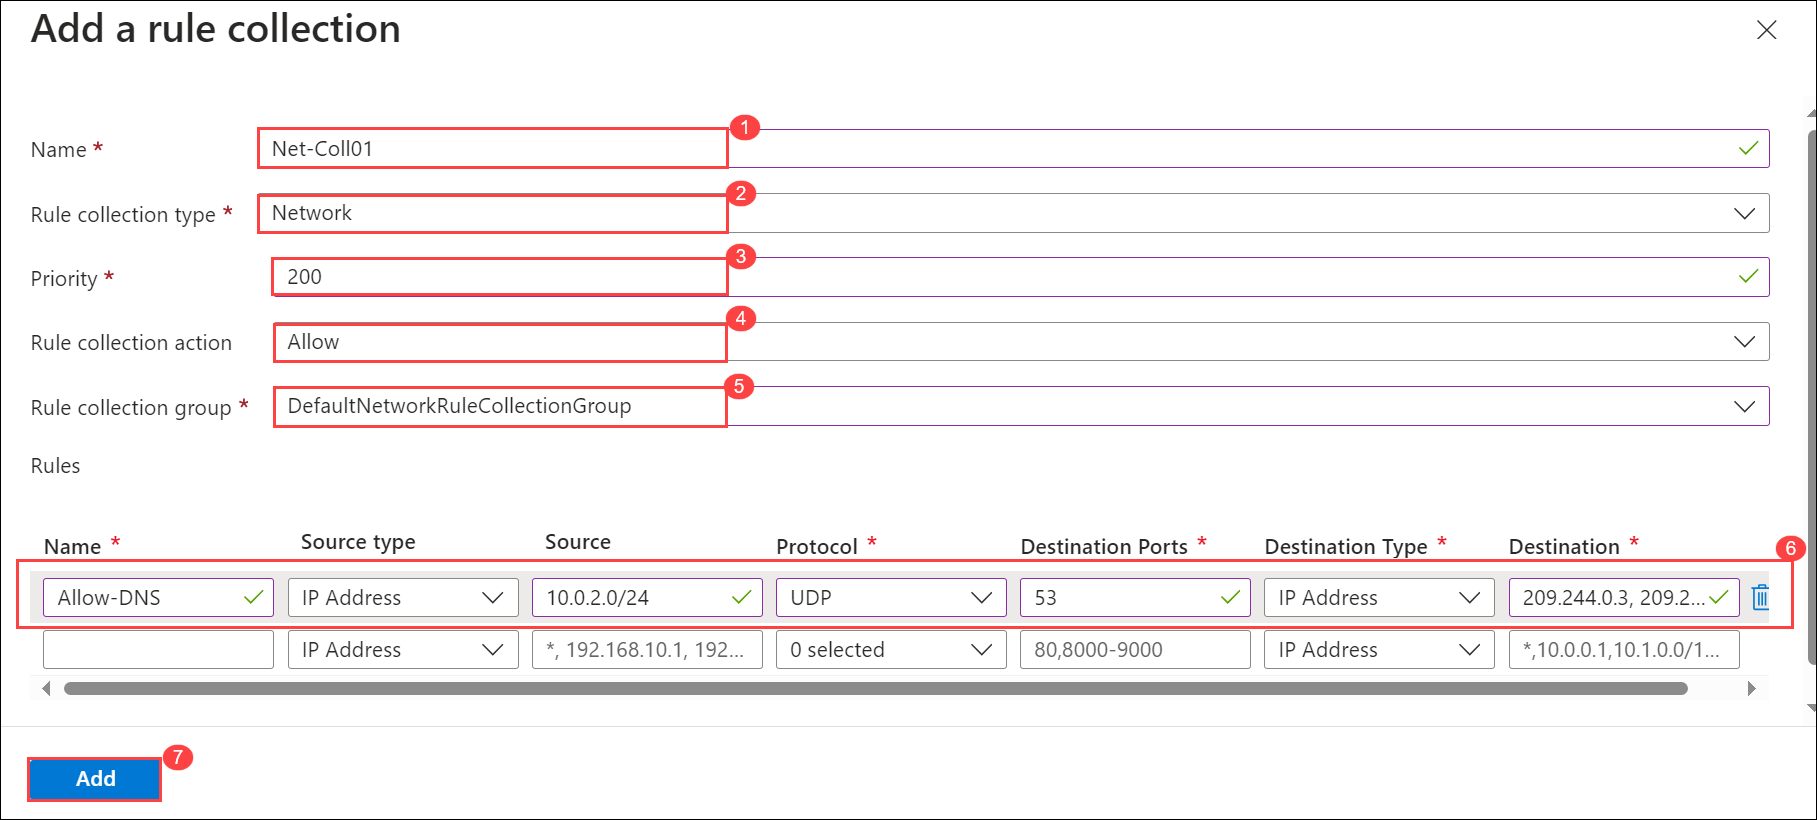 Add a rule collection
Name * Net-Coll01 1
Rule collection type * Network 2
Priority * 200 3
Rule collection action Allow 4
Rule collection group * DefaultNetworkRuleCollectionGroup 5
Rules
Name * Source type Source Protocol * Destination Ports * Destination Type * Destination * 6
Allow-DNS IP Address 10.0.2.0/24 UDP 53 IP Address 209.244.0.3, 209.2...
IP Address *, 192.168.10.1, 192... 0 selected 80,8000-9000 IP Address *,10.0.0.1,10.1.0.0/1...
Add 7